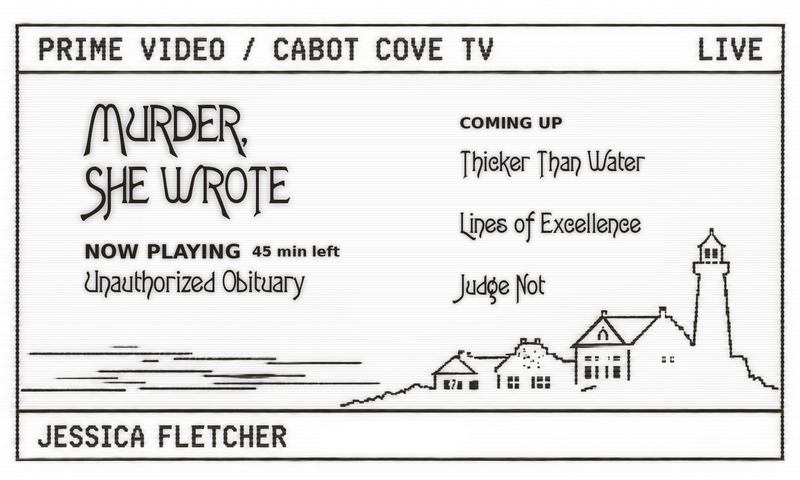 PRIME VIDEO / CABOT COVE TV
LIVE
MURDER,
SHE WROTE
NOW PLAYING 45 min left
Unauthorized Obituary
COMING UP
Thicker Than Water
Lines of Excellence
Judge Not
JESSICA FLETCHER